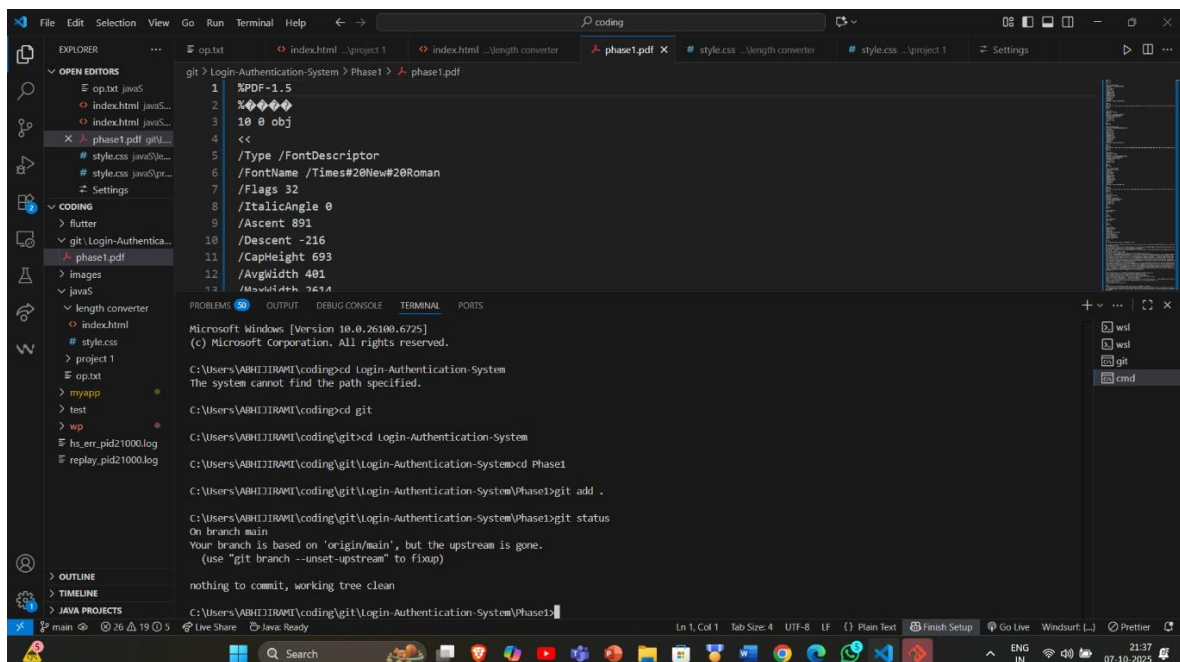 File Edit Selection View Go Run Terminal Help
coding
EXPLORER
op.txt
index.html ...\project 1
index.html ...\length converter
phase1.pdf
# style.css ...\length converter
# style.css ...\project 1
Settings
OPEN EDITORS
op.txt javaS
index.html javaS...
index.html javaS...
phase1.pdf git\L...
# style.css javaS\le...
# style.css javaS\pr...
Settings
CODING
flutter
git \ Login-Authentica...
phase1.pdf
images
javaS
length converter
index.html
# style.css
project 1
op.txt
myapp
test
wp
hs_err_pid21000.log
replay_pid21000.log
OUTLINE
TIMELINE
JAVA PROJECTS
git > Login-Authentication-System > Phase1 > phase1.pdf
1 %PDF-1.5
2 %����
3 10 0 obj
4 <<
5 /Type /FontDescriptor
6 /FontName /Times#20New#20Roman
7 /Flags 32
8 /ItalicAngle 0
9 /Ascent 891
10 /Descent -216
11 /CapHeight 693
12 /AvgWidth 401
13 /MaxWidth 2614
PROBLEMS 50 OUTPUT DEBUG CONSOLE TERMINAL PORTS
Microsoft Windows [Version 10.0.26100.6725]
(c) Microsoft Corporation. All rights reserved.
C:\Users\ABHIJIRAMI\coding>cd Login-Authentication-System
The system cannot find the path specified.
C:\Users\ABHIJIRAMI\coding>cd git
C:\Users\ABHIJIRAMI\coding\git>cd Login-Authentication-System
C:\Users\ABHIJIRAMI\coding\git\Login-Authentication-System>cd Phase1
C:\Users\ABHIJIRAMI\coding\git\Login-Authentication-System\Phase1>git add .
C:\Users\ABHIJIRAMI\coding\git\Login-Authentication-System\Phase1>git status
On branch main
Your branch is based on 'origin/main', but the upstream is gone.
(use "git branch --unset-upstream" to fixup)
nothing to commit, working tree clean
C:\Users\ABHIJIRAMI\coding\git\Login-Authentication-System\Phase1>
wsl
wsl
git
cmd
main 26 19 5 Live Share Java: Ready
Ln 1, Col 1 Tab Size: 4 UTF-8 LF {} Plain Text Finish Setup Go Live Windsurf: {...} Prettier
Search
ENG
IN
21:37
07-10-2025